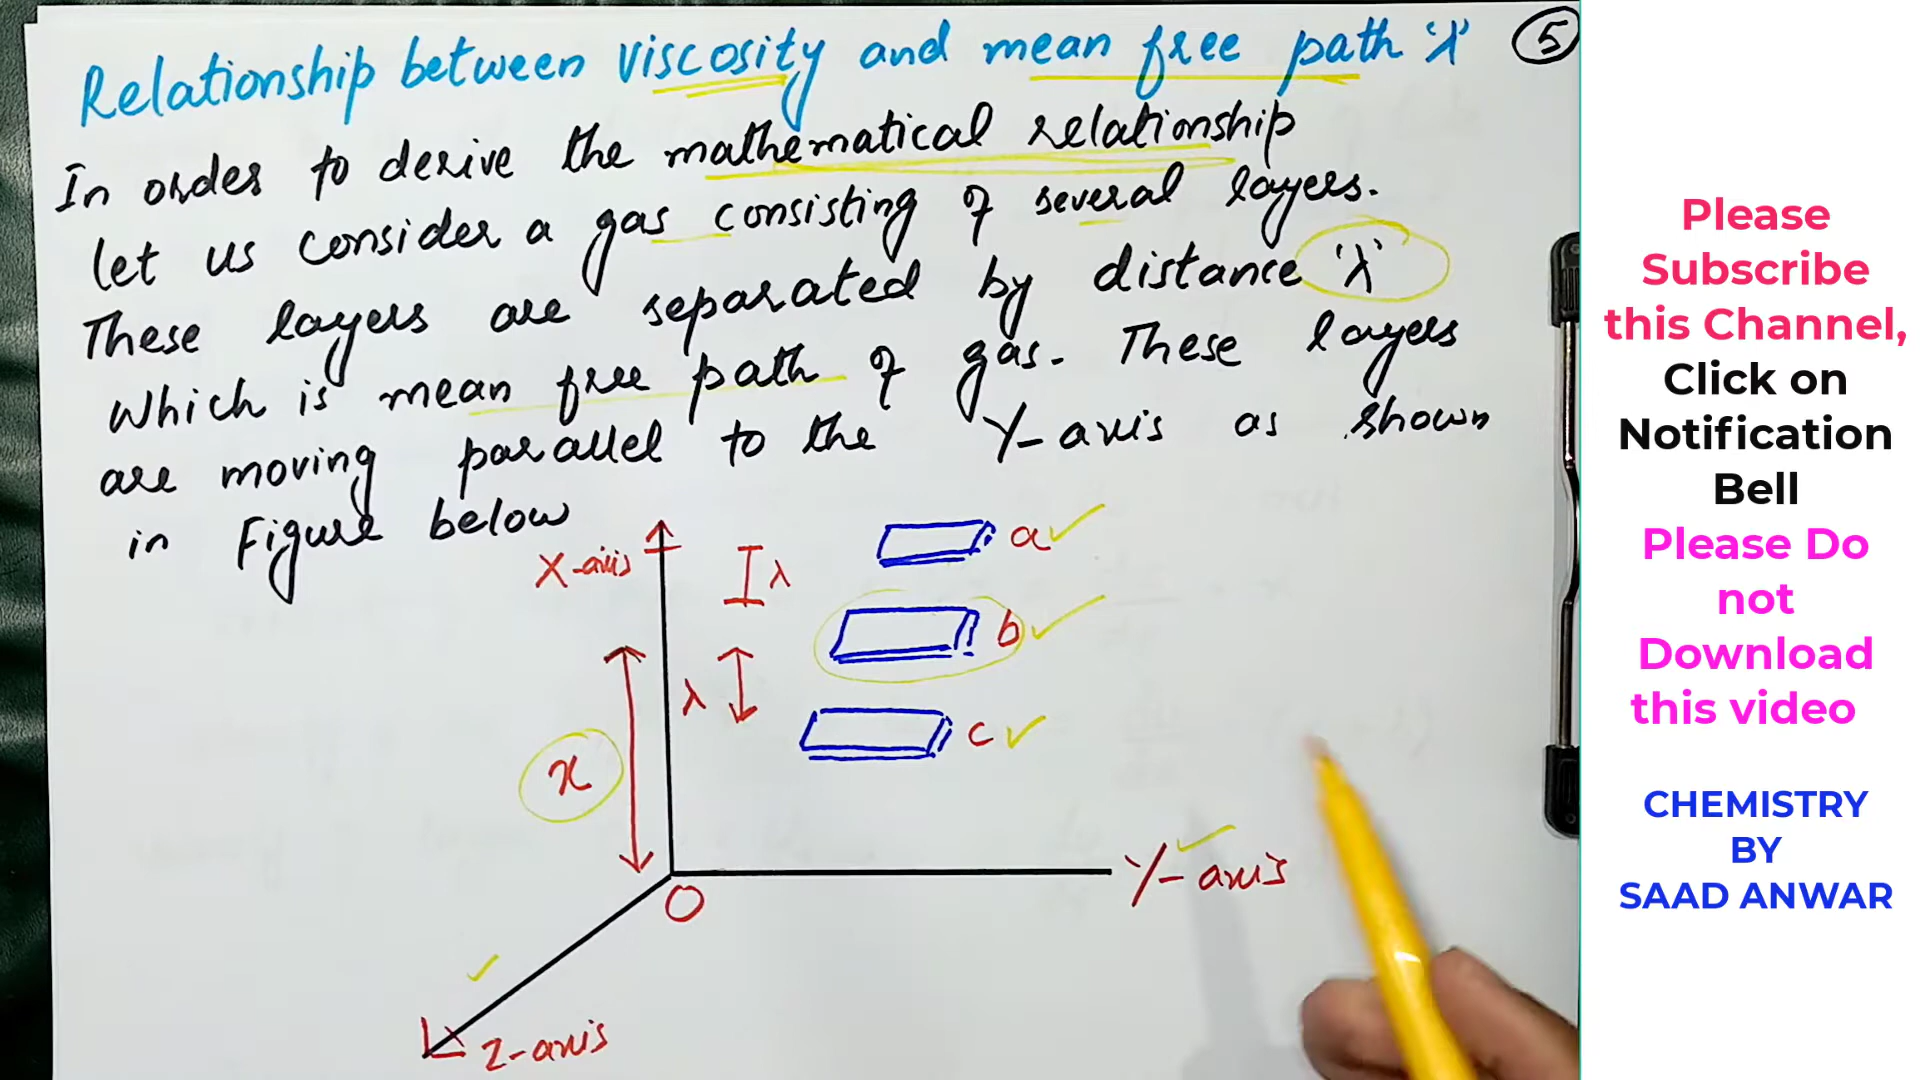 Relationship between viscosity and mean free path 'λ' 5
In order to derive the mathematical relationship
let us consider a gas consisting of several layers.
These layers are separated by distance 'λ'
which is mean free path of gas. These layers
are moving parallel to the Y-axis as shown
in Figure below
X-axis
λ
a
b
λ
c
x
Y-axis
O
Z-axis
Please
Subscribe
this Channel,
Click on
Notification
Bell
Please Do
not
Download
this video
CHEMISTRY
BY
SAAD ANWAR